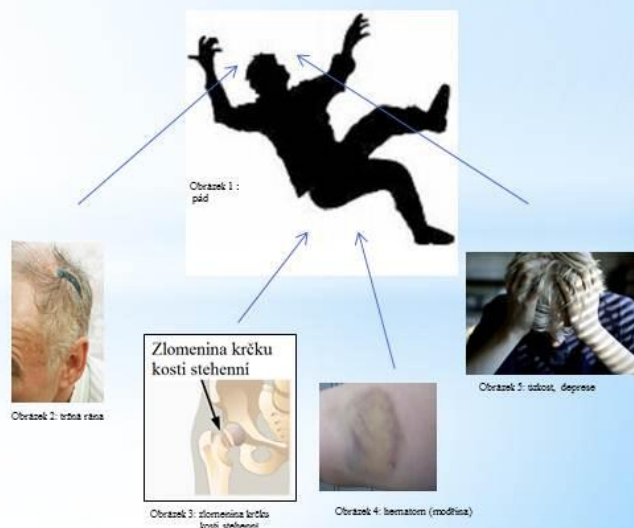 Obrázek 1 :
pád
Obrázek 2: tržná rána
Zlomenina krčku
kosti stehenní
Obrázek 3: zlomenina krčku
kosti stehenní
Obrázek 4: hematom (modřina)
Obrázek 5: úzkost, deprese